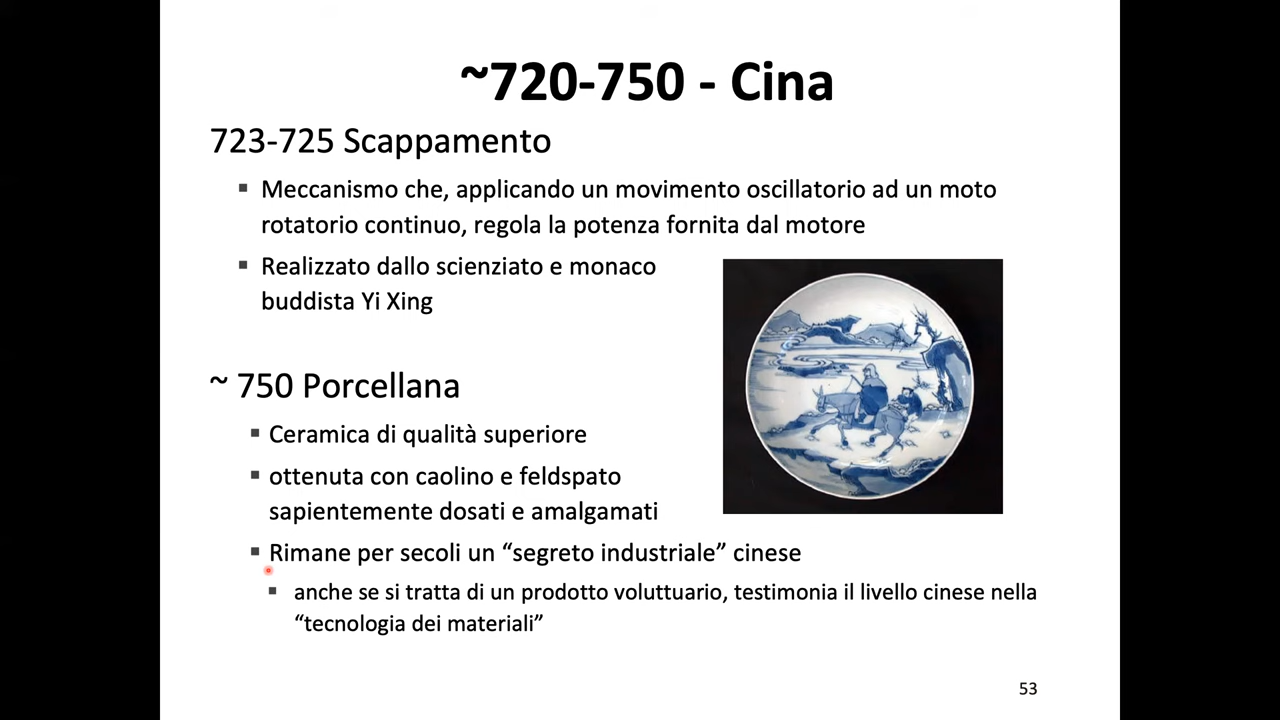 ~720-750 - Cina
723-725 Scappamento
▪ Meccanismo che, applicando un movimento oscillatorio ad un moto
rotatorio continuo, regola la potenza fornita dal motore
▪ Realizzato dallo scienziato e monaco
buddista Yi Xing
~ 750 Porcellana
▪ Ceramica di qualità superiore
▪ ottenuta con caolino e feldspato
sapientemente dosati e amalgamati
▪ Rimane per secoli un “segreto industriale” cinese
▪ anche se si tratta di un prodotto voluttuario, testimonia il livello cinese nella
“tecnologia dei materiali”
53